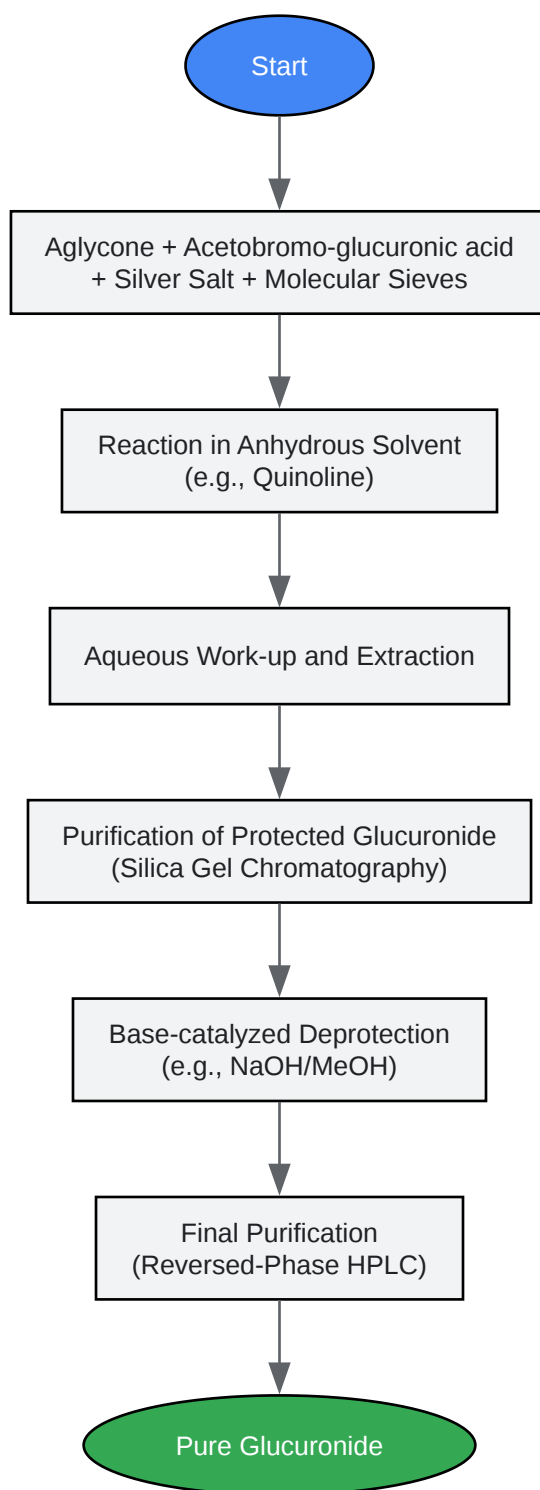 Start
Aglycone + Acetobromo-glucuronic acid
+ Silver Salt + Molecular Sieves
Reaction in Anhydrous Solvent
(e.g., Quinoline)
Aqueous Work-up and Extraction
Purification of Protected Glucuronide
(Silica Gel Chromatography)
Base-catalyzed Deprotection
(e.g., NaOH/MeOH)
Final Purification
(Reversed-Phase HPLC)
Pure Glucuronide